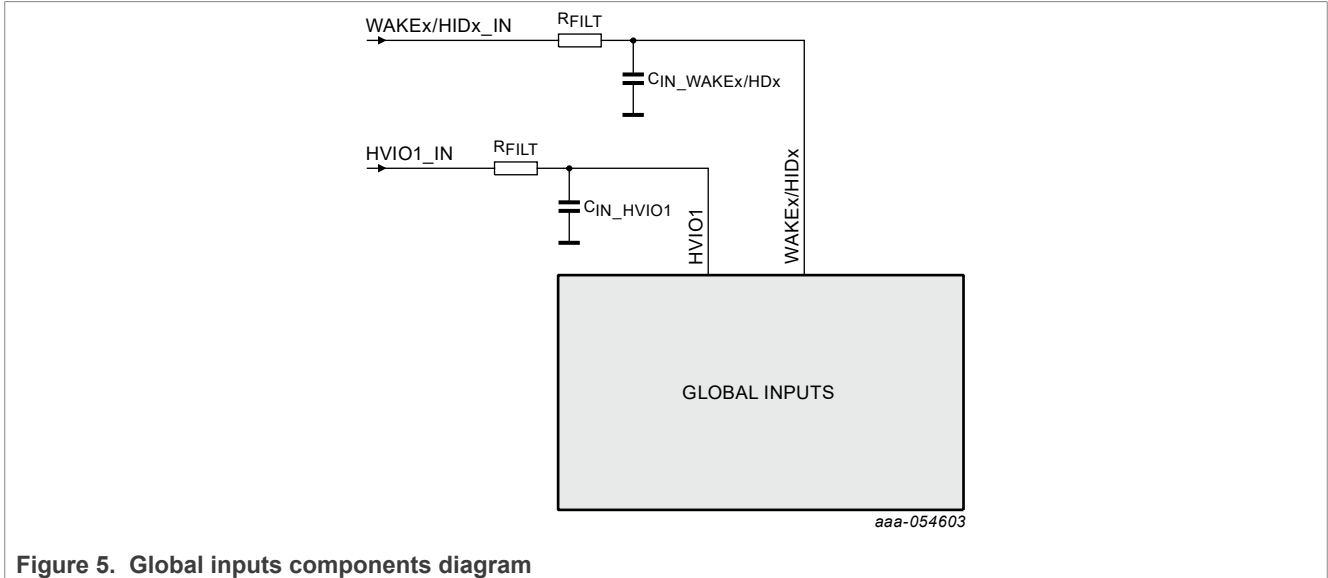 WAKEx/HIDx_IN
RFILT
CIN_WAKEx/HDx
HVIO1_IN
RFILT
CIN_HVIO1
HVIO1
WAKEx/HIDx
GLOBAL INPUTS
aaa-054603
Figure 5. Global inputs components diagram